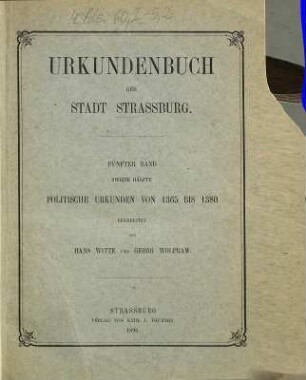 URKUNDENBUCH
DER
STADT STRASSBURG.
FÜNFTER BAND
ZWEITE HÄLFTE
POLITISCHE URKUNDEN VON 1365 BIS 1380
BEARBEITET
VON
HANS WITTE UND GEORG WOLFRAM.
STRASSBURG
VERLAG VON KARL J. TRÜBNER
1896